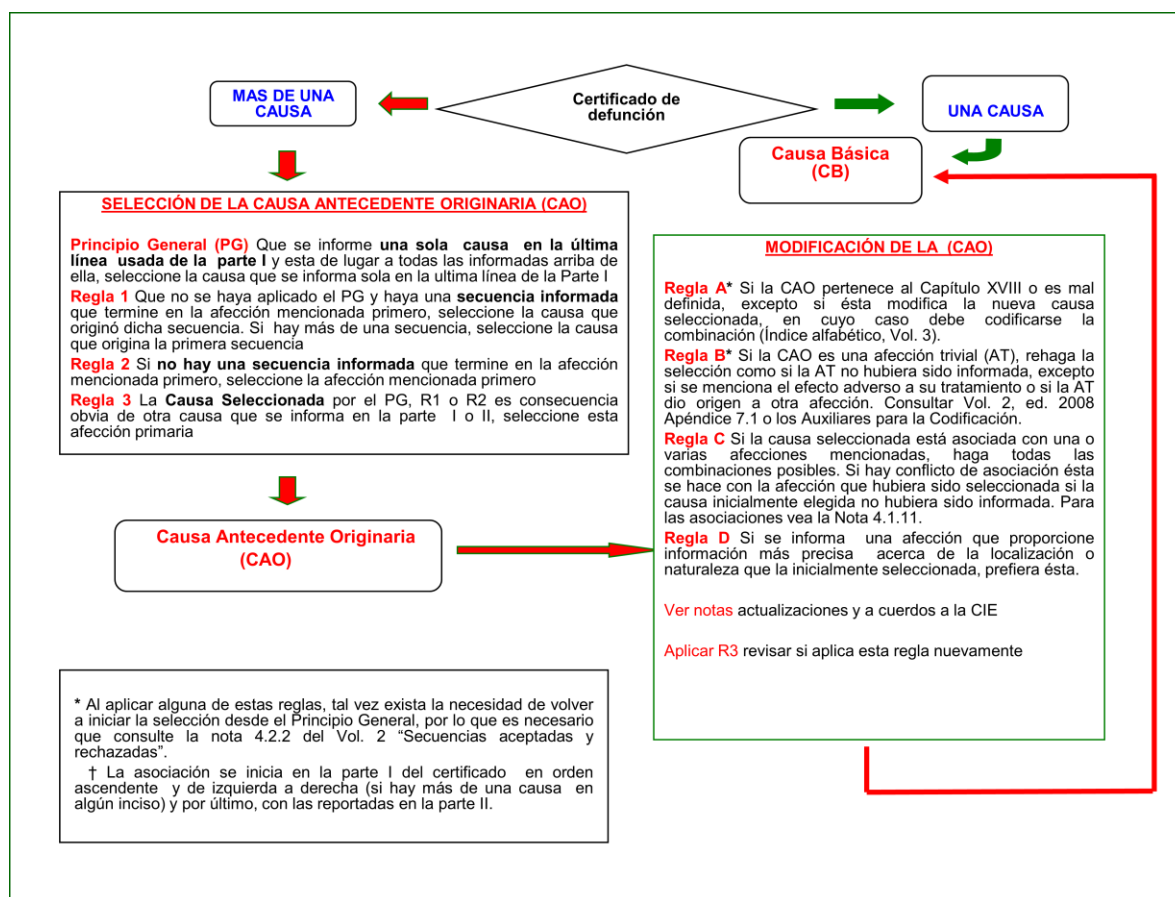 Certificado de
defunción
MAS DE UNA
CAUSA
UNA CAUSA
Causa Básica
(CB)
SELECCIÓN DE LA CAUSA ANTECEDENTE ORIGINARIA (CAO)
Principio General (PG) Que se informe una sola causa en la última
línea usada de la parte I y esta de lugar a todas las informadas arriba de
ella, seleccione la causa que se informa sola en la ultima línea de la Parte I
Regla 1 Que no se haya aplicado el PG y haya una secuencia informada
que termine en la afección mencionada primero, seleccione la causa que
originó dicha secuencia. Si hay más de una secuencia, seleccione la causa
que origina la primera secuencia
Regla 2 Si no hay una secuencia informada que termine en la afección
mencionada primero, seleccione la afección mencionada primero
Regla 3 La Causa Seleccionada por el PG, R1 o R2 es consecuencia
obvia de otra causa que se informa en la parte I o II, seleccione esta
afección primaria
Causa Antecedente Originaria
(CAO)
MODIFICACIÓN DE LA (CAO)
Regla A* Si la CAO pertenece al Capítulo XVIII o es mal
definida, excepto si ésta modifica la nueva causa
seleccionada, en cuyo caso debe codificarse la
combinación (Índice alfabético, Vol. 3).
Regla B* Si la CAO es una afección trivial (AT), rehaga la
selección como si la AT no hubiera sido informada, excepto
si se menciona el efecto adverso a su tratamiento o si la AT
dio origen a otra afección. Consultar Vol. 2, ed. 2008
Apéndice 7.1 o los Auxiliares para la Codificación.
Regla C Si la causa seleccionada está asociada con una o
varias afecciones mencionadas, haga todas las
combinaciones posibles. Si hay conflicto de asociación ésta
se hace con la afección que hubiera sido seleccionada si la
causa inicialmente elegida no hubiera sido informada. Para
las asociaciones vea la Nota 4.1.11.
Regla D Si se informa una afección que proporcione
información más precisa acerca de la localización o
naturaleza que la inicialmente seleccionada, prefiera ésta.
Ver notas actualizaciones y a cuerdos a la CIE
Aplicar R3 revisar si aplica esta regla nuevamente
* Al aplicar alguna de estas reglas, tal vez exista la necesidad de volver
a iniciar la selección desde el Principio General, por lo que es necesario
que consulte la nota 4.2.2 del Vol. 2 “Secuencias aceptadas y
rechazadas”.
† La asociación se inicia en la parte I del certificado en orden
ascendente y de izquierda a derecha (si hay más de una causa en
algún inciso) y por último, con las reportadas en la parte II.